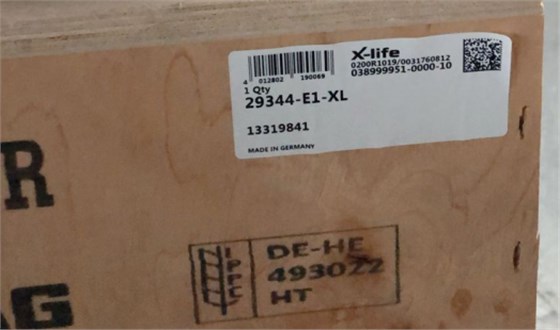 X-life
0200R1019/0031760812
038999951-0000-10
4 012802 190069
1 Qty
29344-E1-XL
13319841
MADE IN GERMANY
R
IPPC
DE-HE
493022
HT
AG